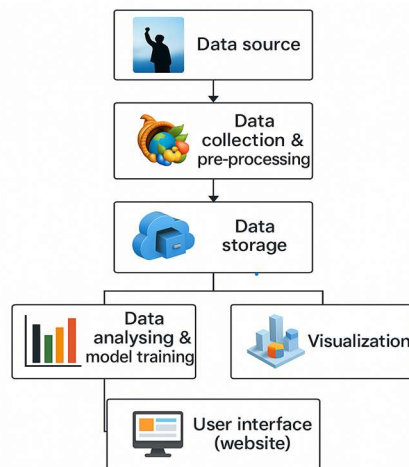 Data source
Data
collection &
pre-processing
Data
storage
Data
analysing &
model training
Visualization
User interface
(website)